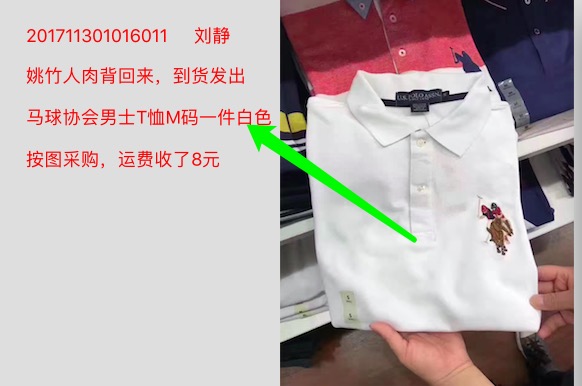 201711301016011 刘静
姚竹人肉背回来，到货发出
马球协会男士T恤M码一件白色
按图采购，运费收了8元
U.S. POLO ASSN.
S